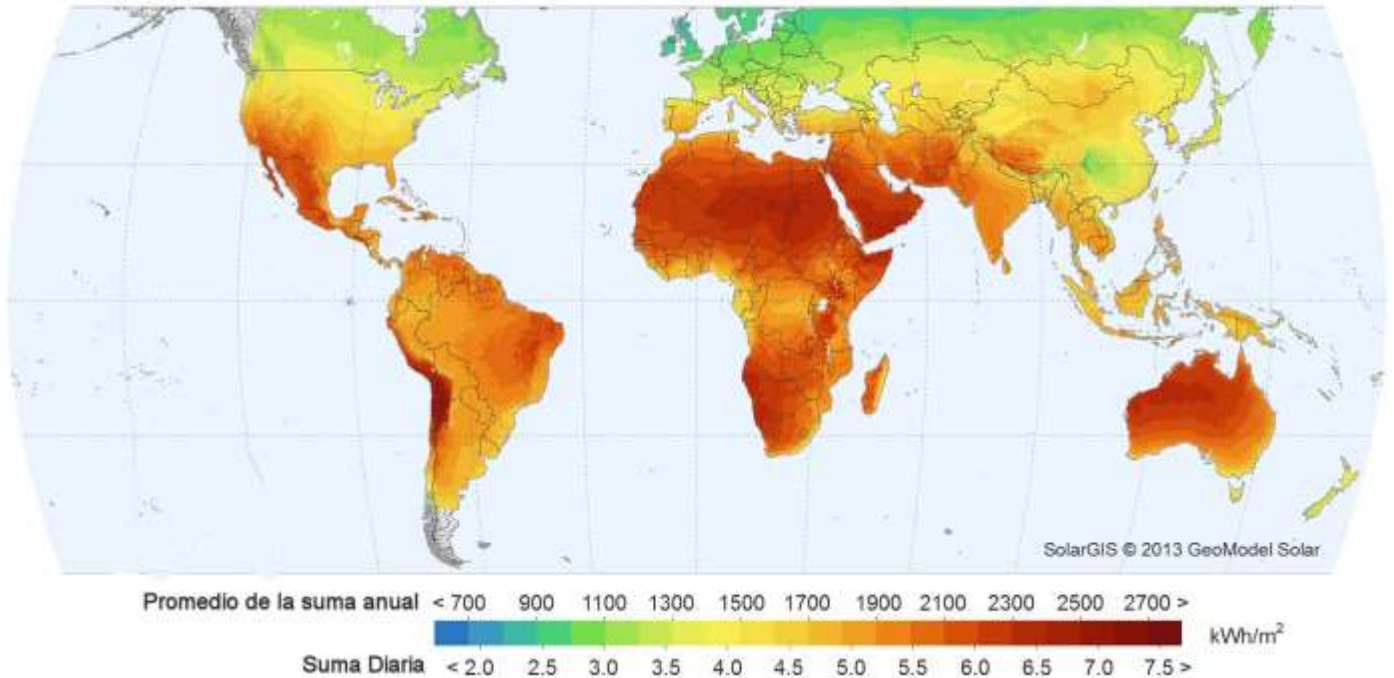 SolarGIS © 2013 GeoModel Solar
Promedio de la suma anual < 700 900 1100 1300 1500 1700 1900 2100 2300 2500 2700 >
kWh/m²
Suma Diaria < 2.0 2.5 3.0 3.5 4.0 4.5 5.0 5.5 6.0 6.5 7.0 7.5 >